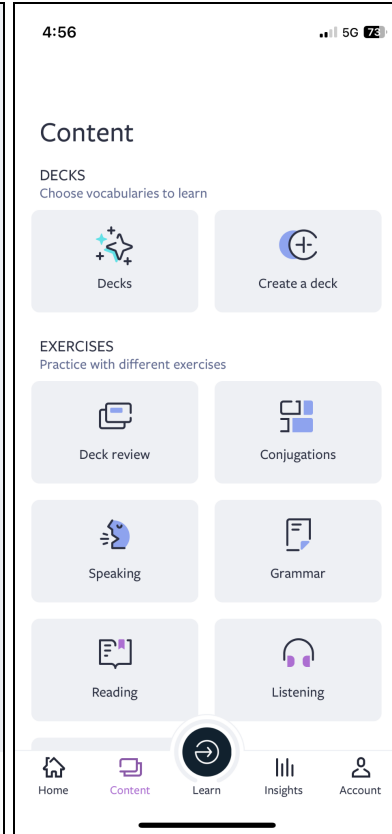 4:56 5G 73
Content
DECKS
Choose vocabularies to learn
Decks Create a deck
EXERCISES
Practice with different exercises
Deck review Conjugations
Speaking Grammar
Reading Listening
Home Content Learn Insights Account